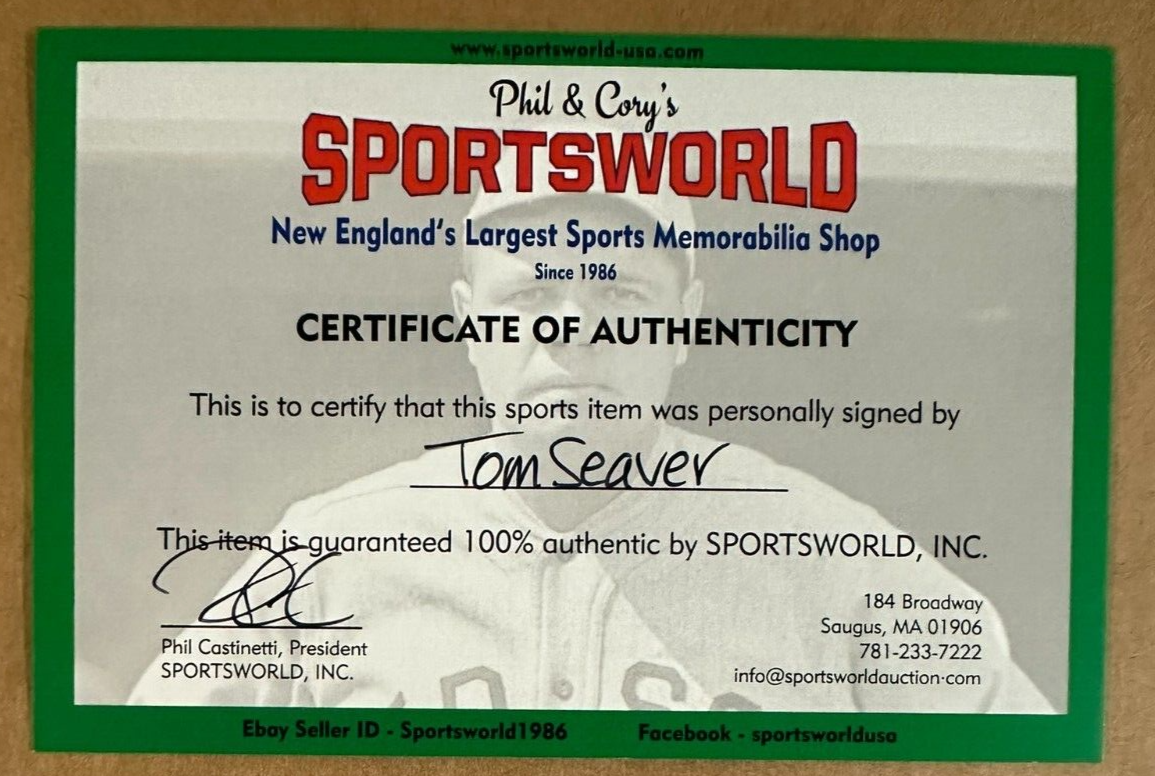 www.sportsworld-usa.com
Phil & Cory's
SPORTSWORLD
New England's Largest Sports Memorabilia Shop
Since 1986
CERTIFICATE OF AUTHENTICITY
This is to certify that this sports item was personally signed by
Tom Seaver
This item is guaranteed 100% authentic by SPORTSWORLD, INC.
Phil Castinetti, President
SPORTSWORLD, INC.
184 Broadway
Saugus, MA 01906
781-233-7222
info@sportsworldauction·com
Ebay Seller ID - Sportsworld1986
Facebook - sportsworldusa